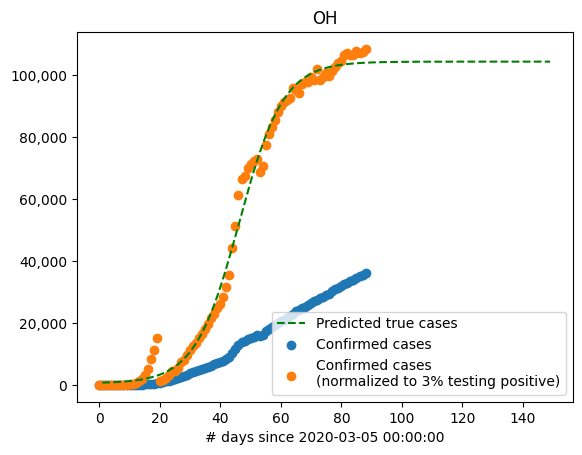 OH
100,000
80,000
60,000
40,000
20,000
0
Predicted true cases
Confirmed cases
Confirmed cases
(normalized to 3% testing positive)
0 20 40 60 80 100 120 140
# days since 2020-03-05 00:00:00